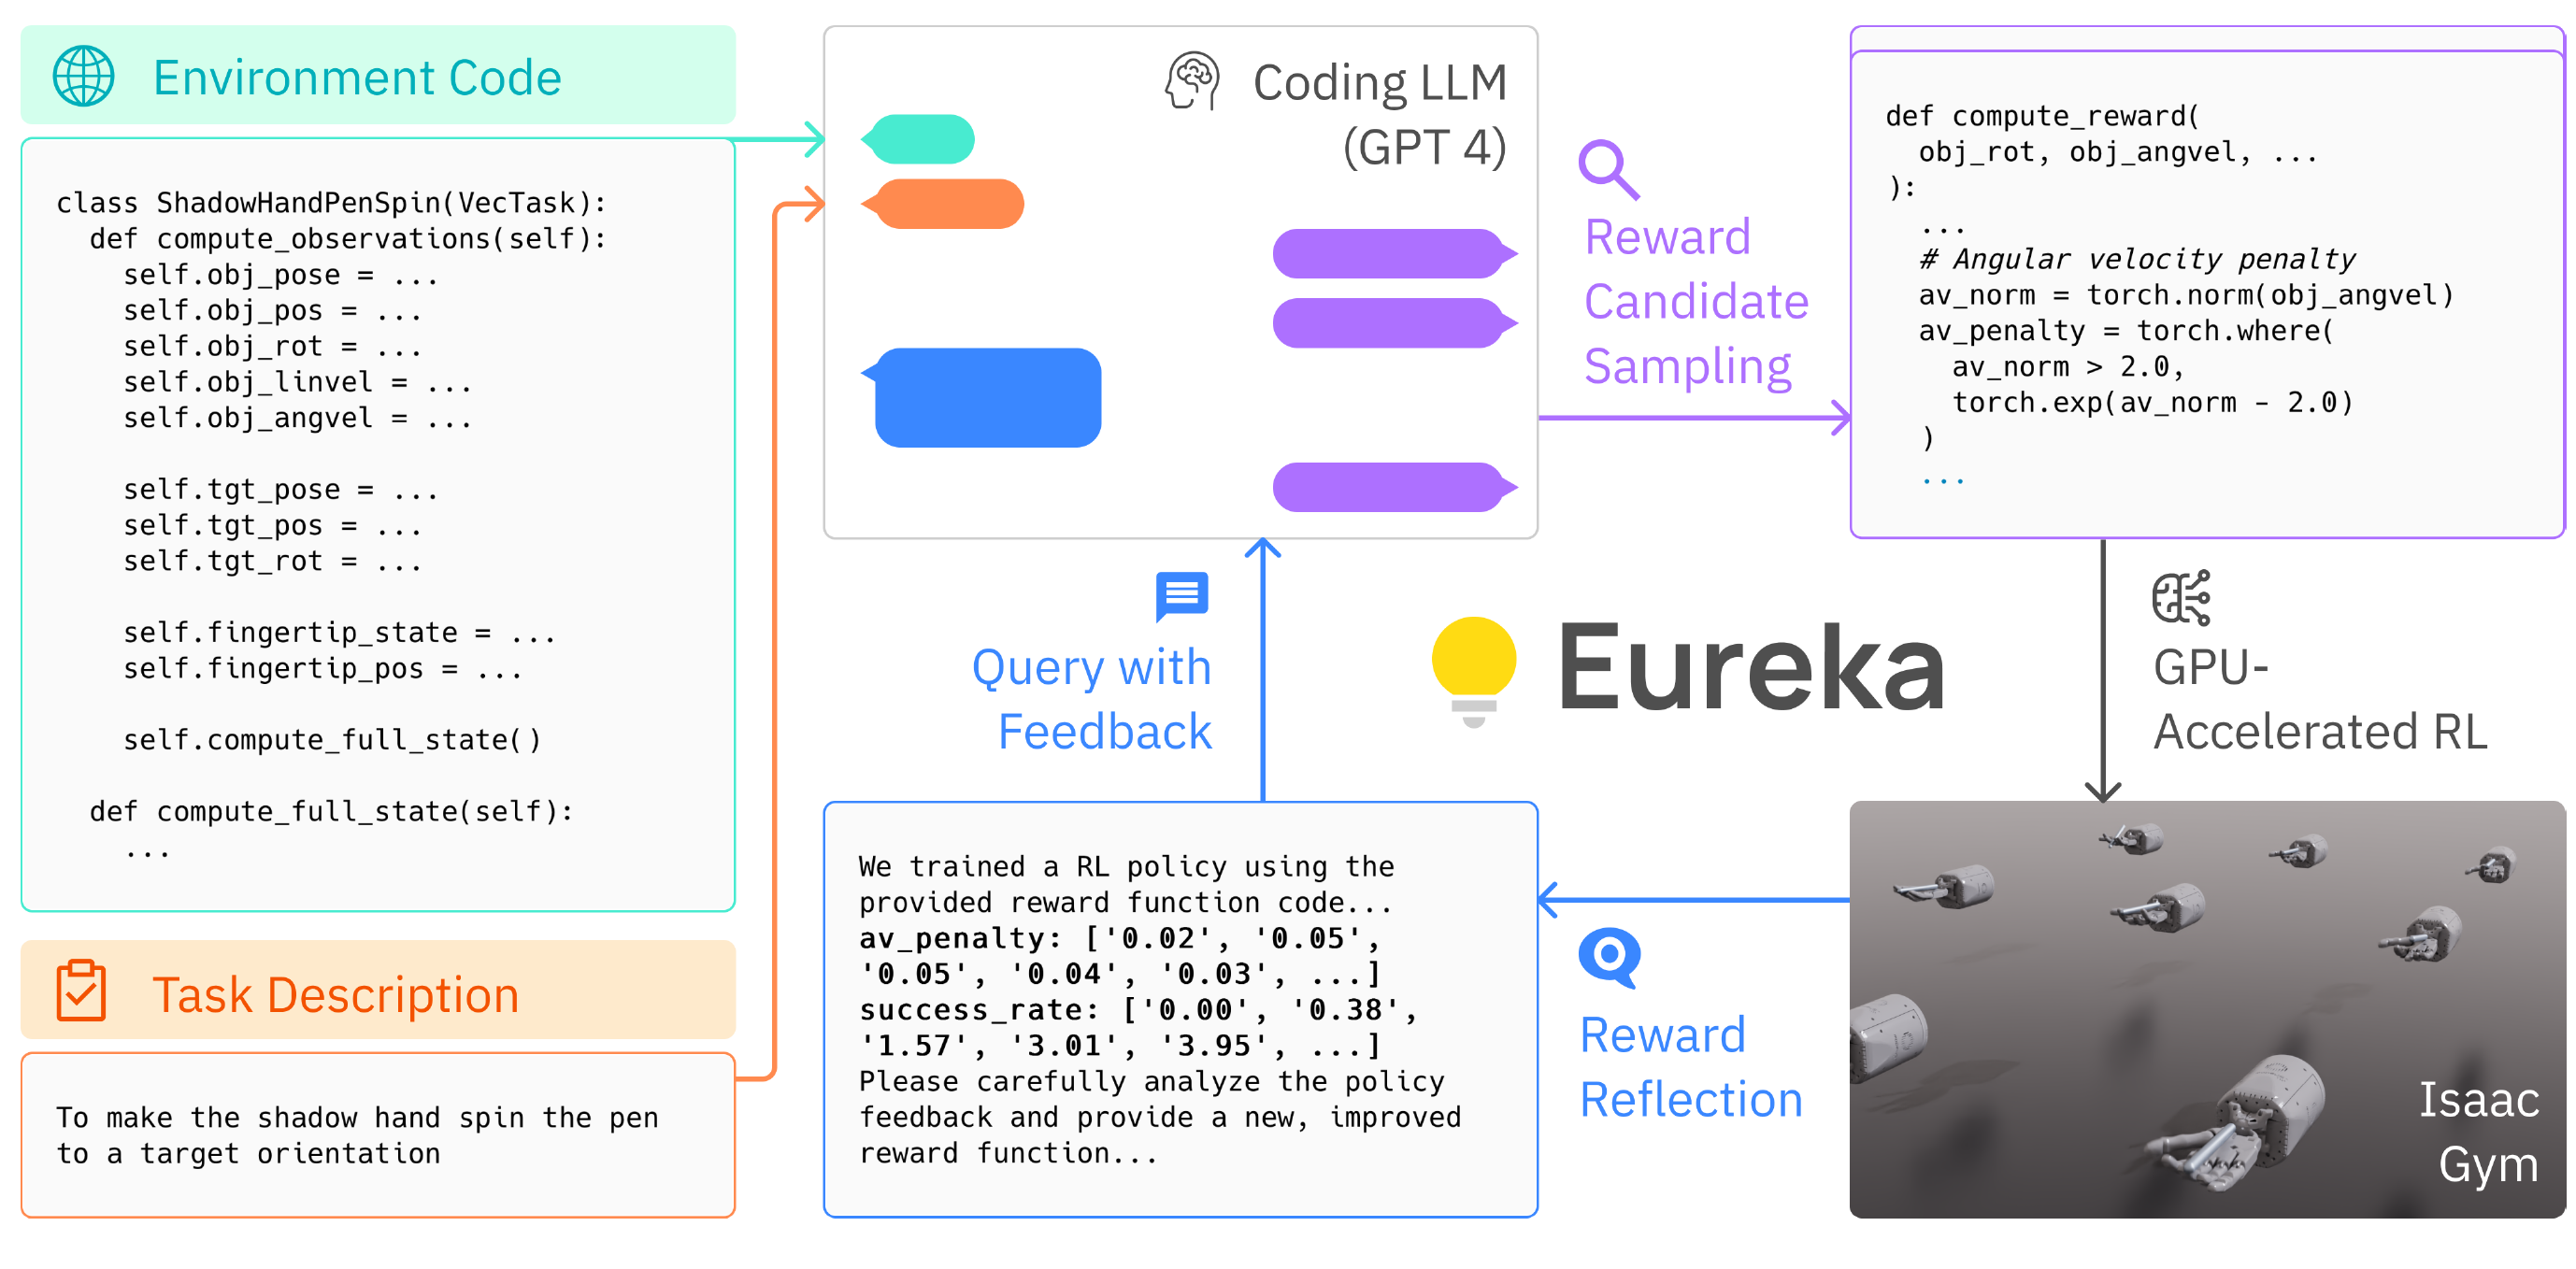 Environment Code
class ShadowHandPenSpin(VecTask):
def compute_observations(self):
self.obj_pose = ...
self.obj_pos = ...
self.obj_rot = ...
self.obj_linvel = ...
self.obj_angvel = ...
self.tgt_pose = ...
self.tgt_pos = ...
self.tgt_rot = ...
self.fingertip_state = ...
self.fingertip_pos = ...
self.compute_full_state()
def compute_full_state(self):
...
Task Description
To make the shadow hand spin the pen
to a target orientation
Coding LLM
(GPT 4)
Reward
Candidate
Sampling
def compute_reward(
obj_rot, obj_angvel, ...
):
...
# Angular velocity penalty
av_norm = torch.norm(obj_angvel)
av_penalty = torch.where(
av_norm > 2.0,
torch.exp(av_norm - 2.0)
)
...
Query with
Feedback
Eureka
GPU-
Accelerated RL
We trained a RL policy using the
provided reward function code...
av_penalty: ['0.02', '0.05',
'0.05', '0.04', '0.03', ...]
success_rate: ['0.00', '0.38',
'1.57', '3.01', '3.95', ...]
Please carefully analyze the policy
feedback and provide a new, improved
reward function...
Reward
Reflection
Isaac
Gym